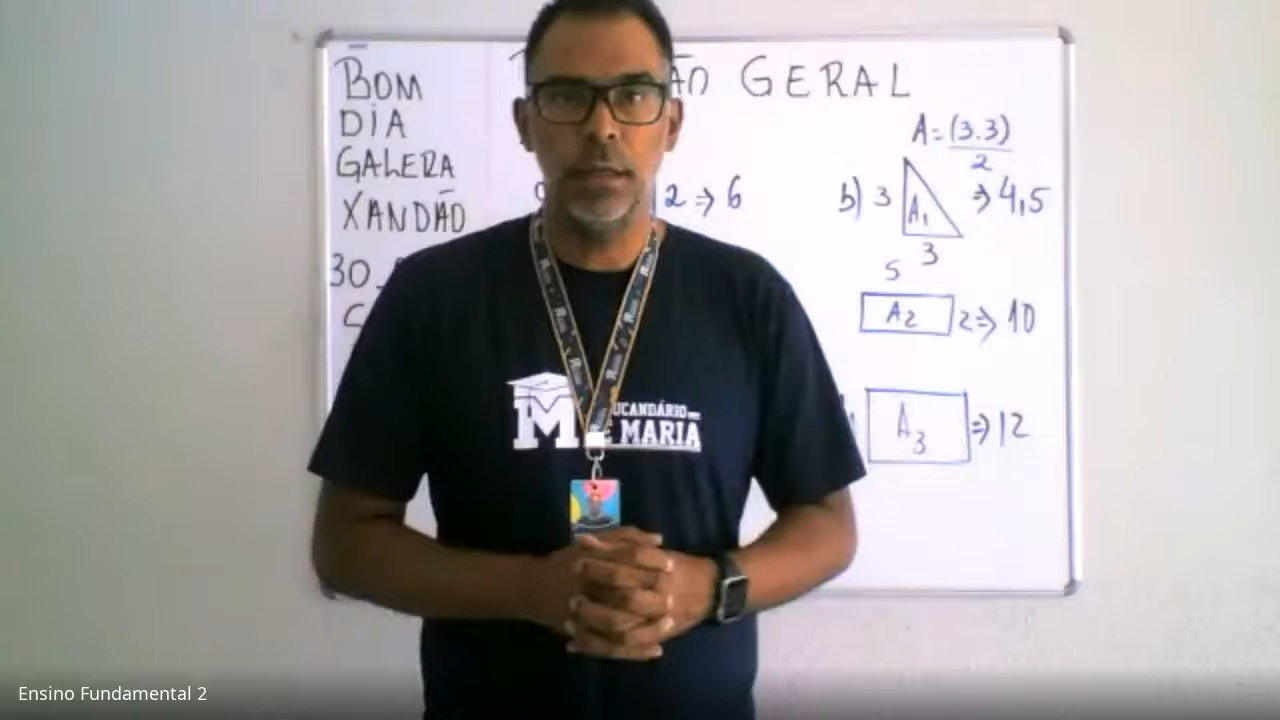 BOM
DIA
GALERA
XANDÃO
30
GERAL
A = (3.3)
2
2 => 6
b) 3
A1
=> 4,5
3
5
A2
2 => 10
A3
=> 12
M
MARIA
Ensino Fundamental 2